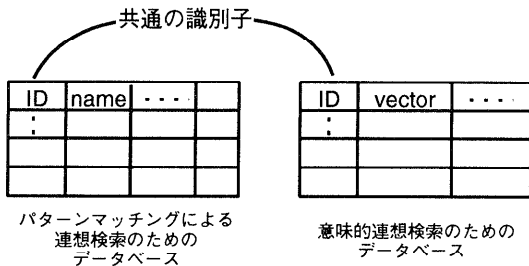 共通の識別子
ID name ・・・・
ID vector ・・・・
パターンマッチングによる
連想検索のための
データベース
意味的連想検索のための
データベース